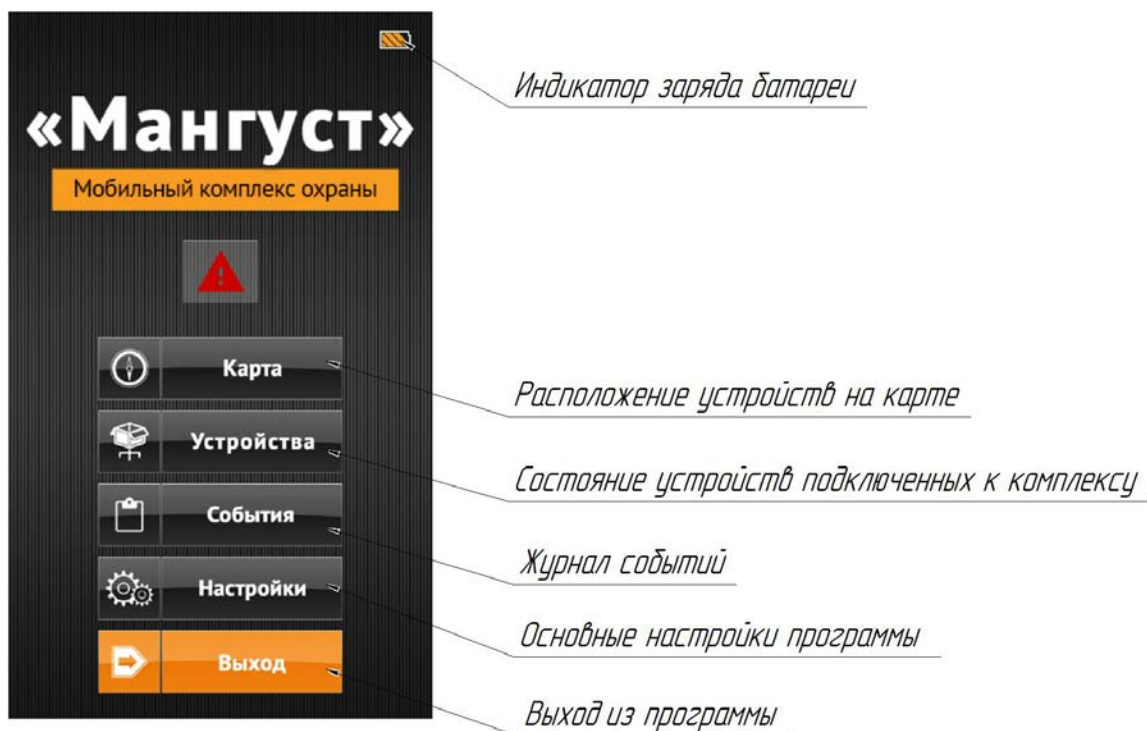 Индикатор заряда батареи
«Мангуст»
Мобильный комплекс охраны
Карта
Расположение устройств на карте
Устройства
Состояние устройств подключенных к комплексу
События
Журнал событий
Настройки
Основные настройки программы
Выход
Выход из программы